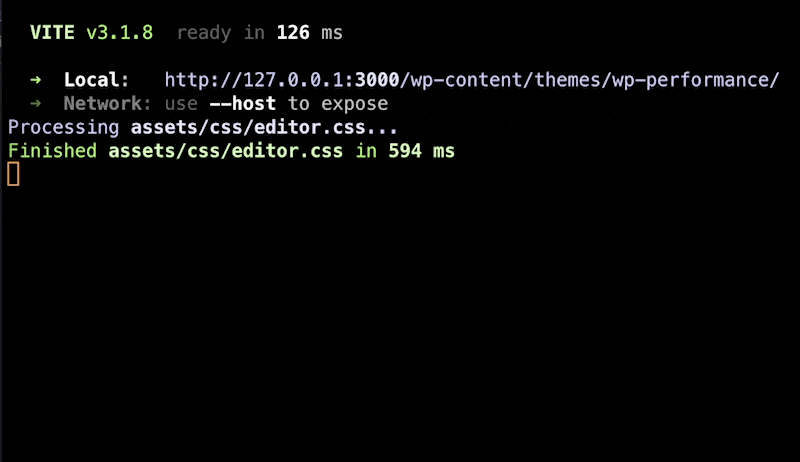 VITE v3.1.8 ready in 126 ms
➜ Local: http://127.0.0.1:3000/wp-content/themes/wp-performance/
➜ Network: use --host to expose
Processing assets/css/editor.css...
Finished assets/css/editor.css in 594 ms